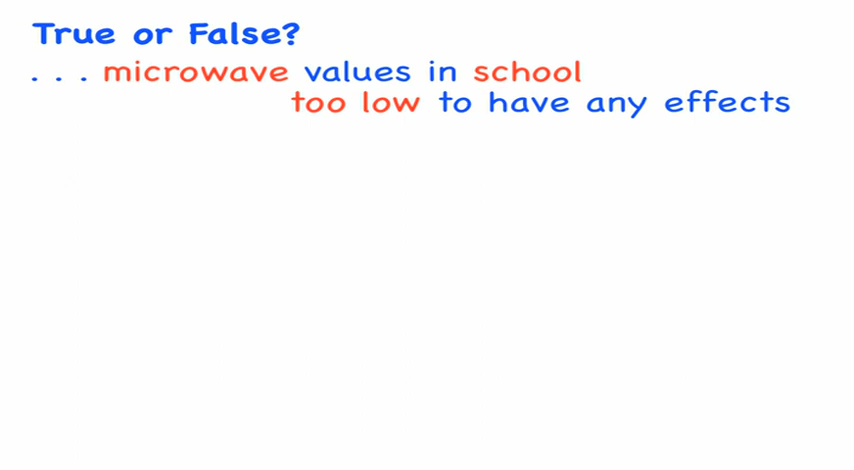 True or False?
. . . microwave values in school
too low to have any effects